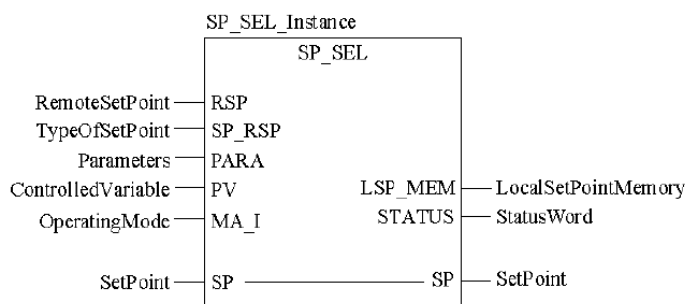 SP_SEL_Instance
SP_SEL
RemoteSetPoint RSP
TypeOfSetPoint SP_RSP
Parameters PARA
ControlledVariable PV LSP_MEM LocalSetPointMemory
OperatingMode MA_I STATUS StatusWord
SetPoint SP SP SetPoint